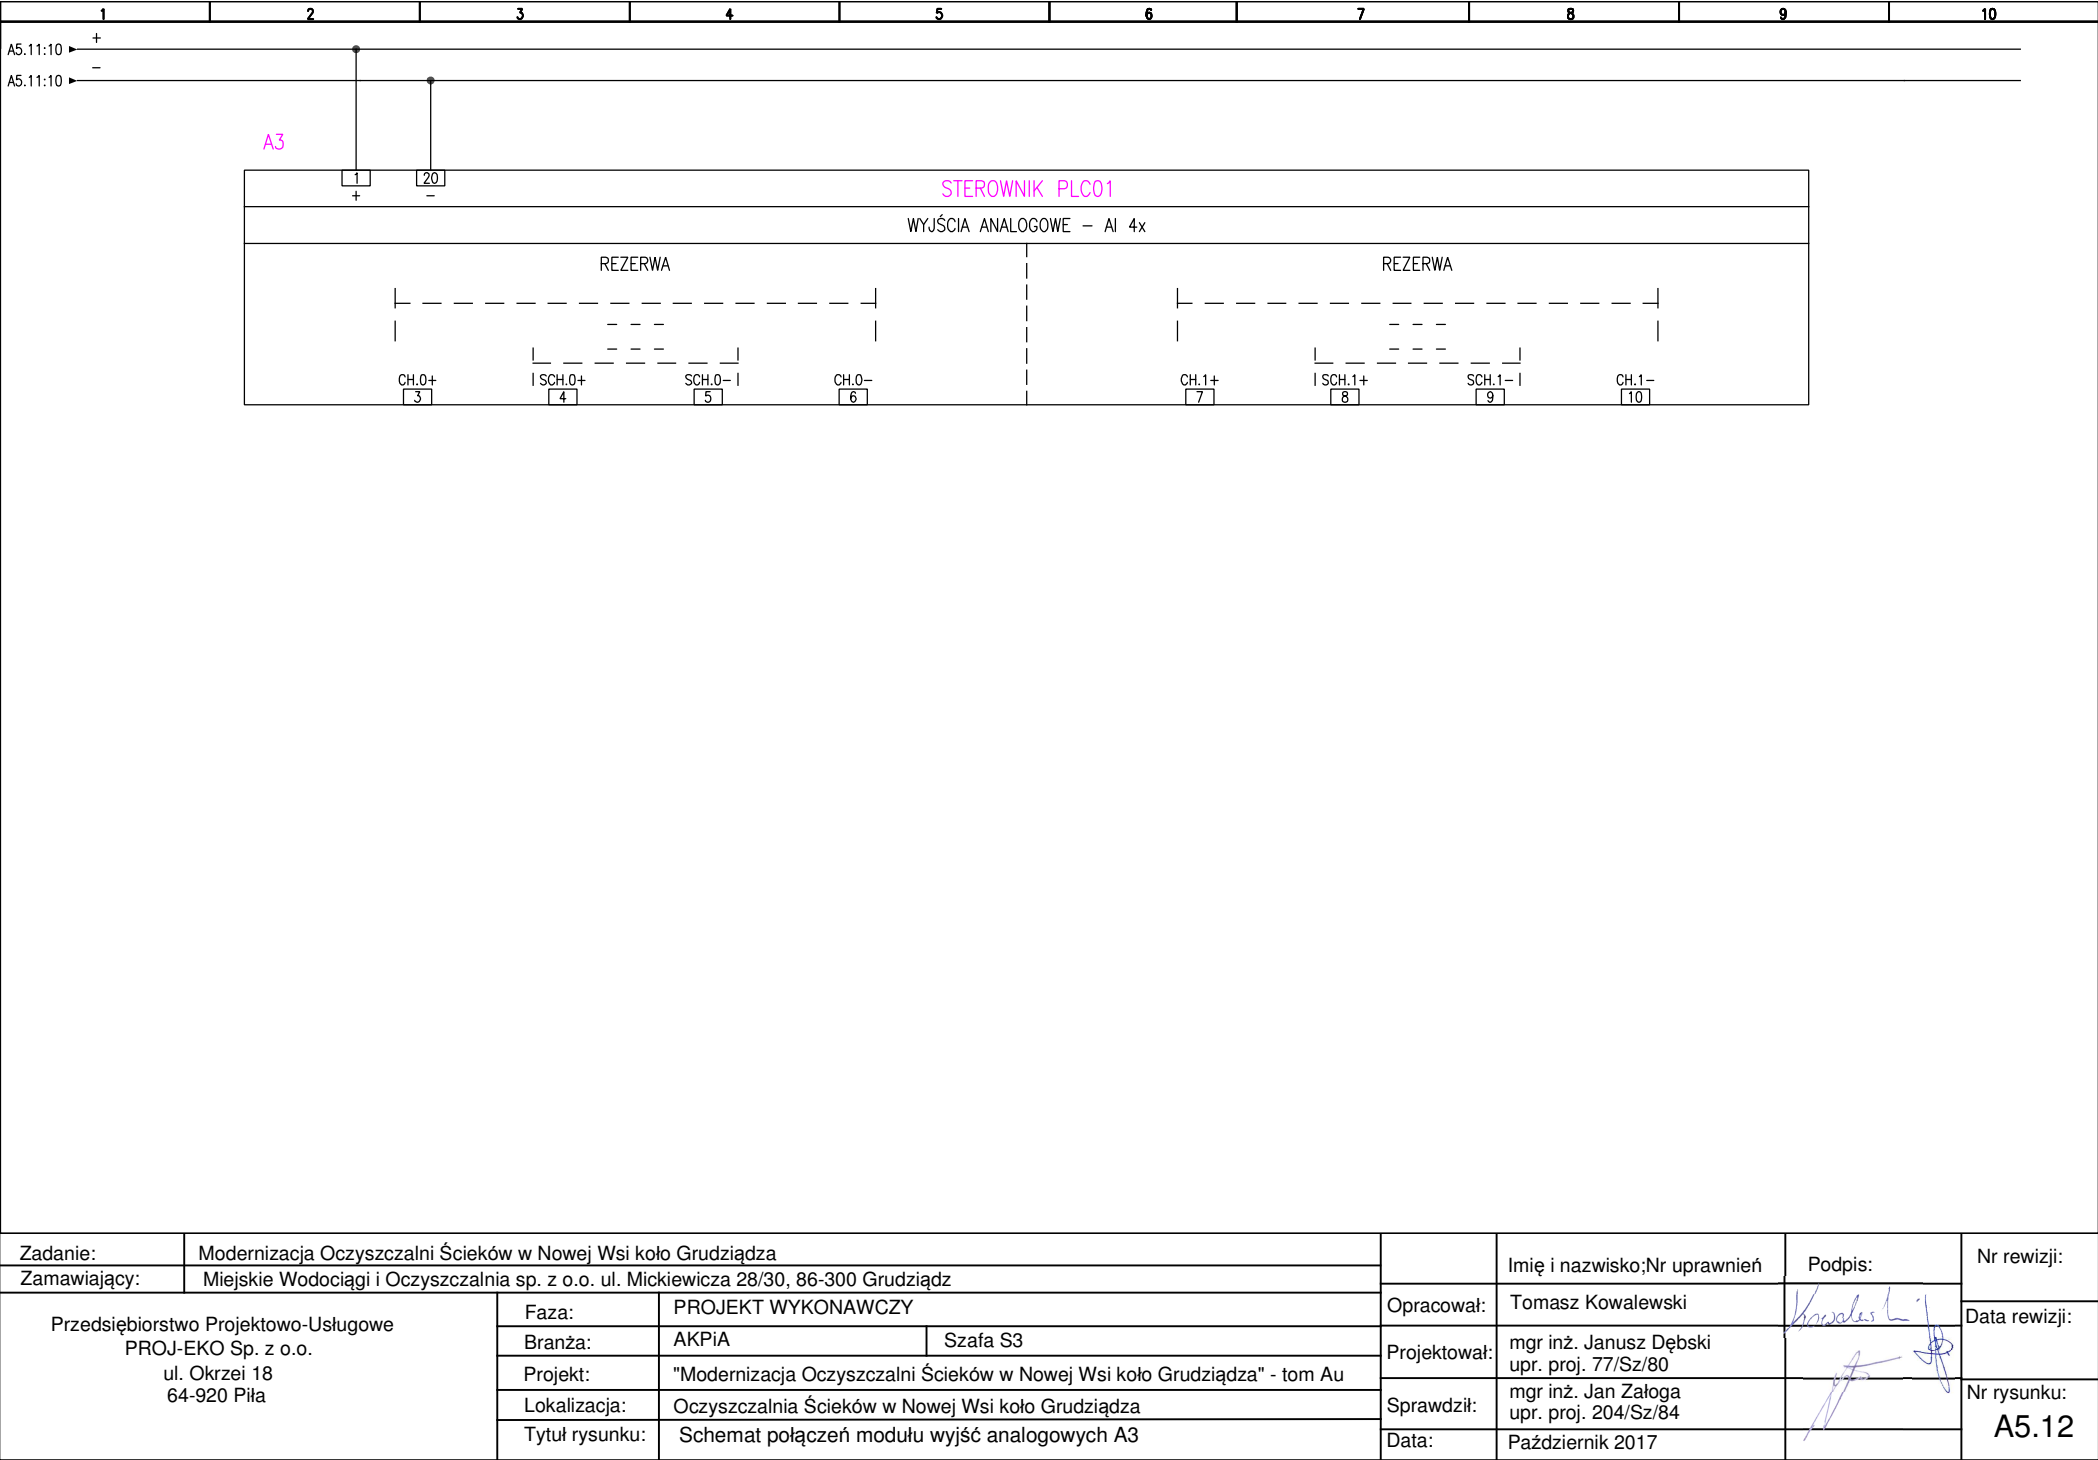 1 2 3 4 5 6 7 8 9 10
+
A5.11:10
−
A5.11:10
A3
1 20
+ −
STEROWNIK PLC01
WYJŚCIA ANALOGOWE − AI 4x
REZERWA REZERWA
CH.0+ SCH.0+ SCH.0− CH.0− CH.1+ SCH.1+ SCH.1− CH.1−
3 4 5 6 7 8 9 10
Zadanie: Modernizacja Oczyszczalni Ścieków w Nowej Wsi koło Grudziądza
Zamawiający: Miejskie Wodociągi i Oczyszczalnia sp. z o.o. ul. Mickiewicza 28/30, 86-300 Grudziądz
Przedsiębiorstwo Projektowo-Usługowe
PROJ-EKO Sp. z o.o.
ul. Okrzei 18
64-920 Piła
Faza: PROJEKT WYKONAWCZY
Branża: AKPiA Szafa S3
Projekt: "Modernizacja Oczyszczalni Ścieków w Nowej Wsi koło Grudziądza" - tom Au
Lokalizacja: Oczyszczalnia Ścieków w Nowej Wsi koło Grudziądza
Tytuł rysunku: Schemat połączeń modułu wyjść analogowych A3
Imię i nazwisko;Nr uprawnień Podpis:
Opracował: Tomasz Kowalewski
Projektował: mgr inż. Janusz Dębski
upr. proj. 77/Sz/80
Sprawdził: mgr inż. Jan Załoga
upr. proj. 204/Sz/84
Data: Październik 2017
Nr rewizji:
Data rewizji:
Nr rysunku:
A5.12